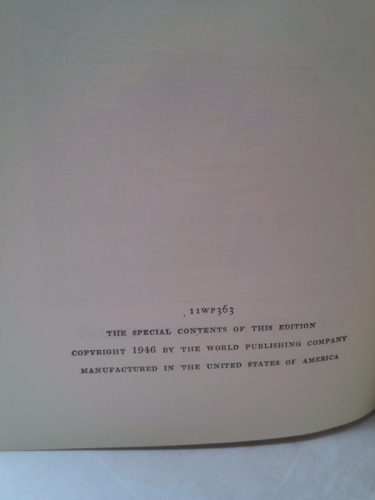 11WP363
THE SPECIAL CONTENTS OF THIS EDITION
COPYRIGHT 1946 BY THE WORLD PUBLISHING COMPANY
MANUFACTURED IN THE UNITED STATES OF AMERICA